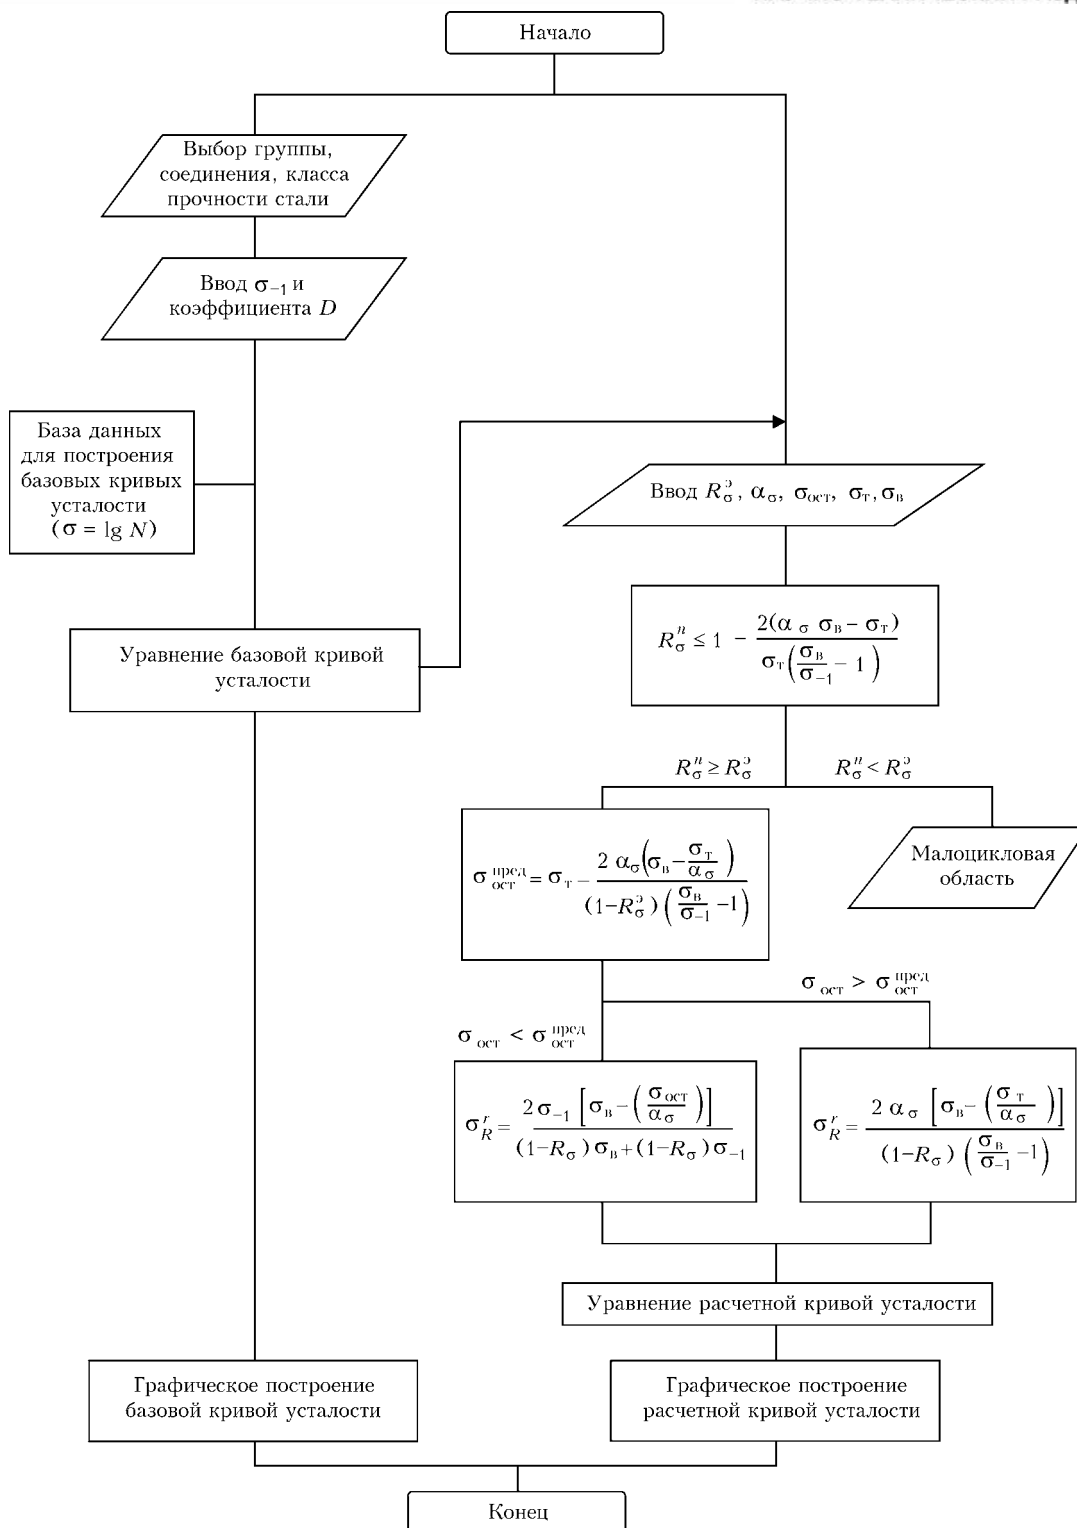 Начало
Выбор группы,
соединения, класса
прочности стали
Ввод σ₋₁ и
коэффициента D
База данных
для построения
базовых кривых
усталости
(σ = lg N)
Уравнение базовой кривой
усталости
Ввод R_σ^э, α_σ, σ_ост, σ_т, σ_в
R_σ^n ≤ 1 − 2(α_σ σ_в − σ_т) / σ_т(σ_в/σ₋₁ − 1)
R_σ^n ≥ R_σ^э
R_σ^n < R_σ^э
σ_ост^пред = σ_т − 2 α_σ(σ_в − σ_т/α_σ) / (1−R_σ^э)(σ_в/σ₋₁ −1)
Малоцикловая
область
σ_ост > σ_ост^пред
σ_ост < σ_ост^пред
σ_R^r = 2σ₋₁ [σ_в − (σ_ост/α_σ)] / (1−R_σ)σ_в + (1−R_σ)σ₋₁
σ_R^r = 2 α_σ [σ_в − (σ_т/α_σ)] / (1−R_σ)(σ_в/σ₋₁ −1)
Уравнение расчетной кривой усталости
Графическое построение
базовой кривой усталости
Графическое построение
расчетной кривой усталости
Конец